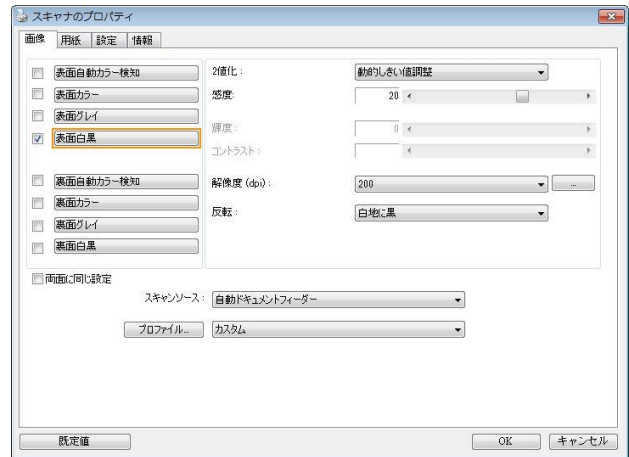 スキャナのプロパティ
画像 用紙 設定 情報
表面自動カラー検知
表面カラー
表面グレイ
表面白黒
裏面自動カラー検知
裏面カラー
裏面グレイ
裏面白黒
2値化: 動的しきい値調整
感度: 20
輝度: 0
コントラスト:
解像度 (dpi): 200 ...
反転: 白地に黒
両面に同じ設定
スキャンソース: 自動ドキュメントフィーダー
プロファイル... カスタム
既定値 OK キャンセル